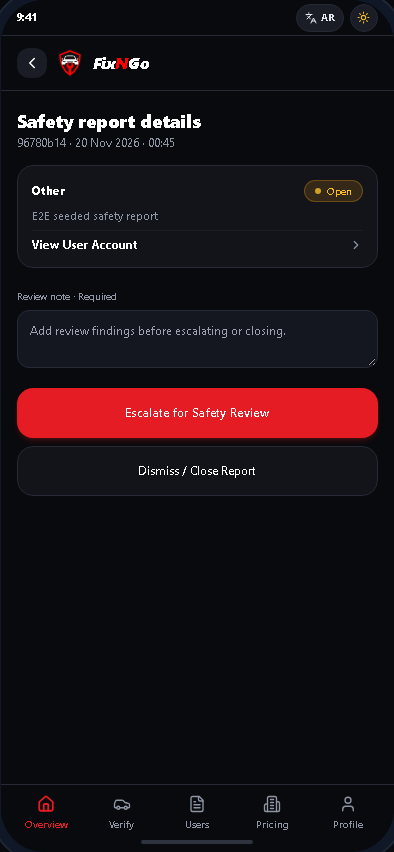 9:41
AR
FixNGo
Safety report details
96780b14 · 20 Nov 2026 · 00:45
Other
Open
E2E seeded safety report
View User Account
Review note · Required
Add review findings before escalating or closing.
Escalate for Safety Review
Dismiss / Close Report
Overview
Verify
Users
Pricing
Profile